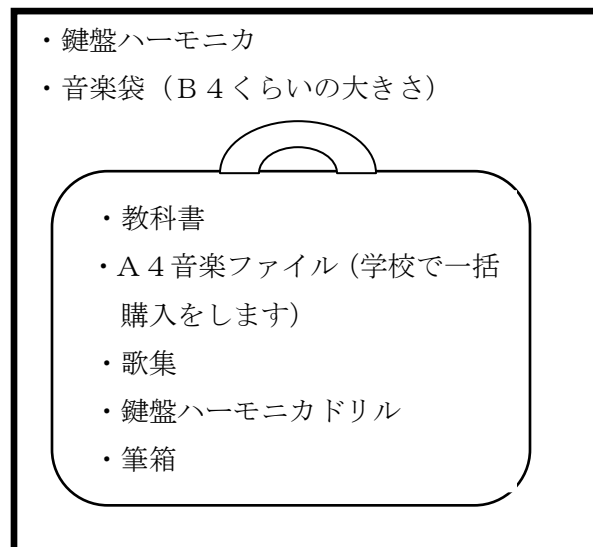 ・鍵盤ハーモニカ
・音楽袋（Ｂ４くらいの大きさ）
・教科書
・Ａ４音楽ファイル（学校で一括
購入をします）
・歌集
・鍵盤ハーモニカドリル
・筆箱